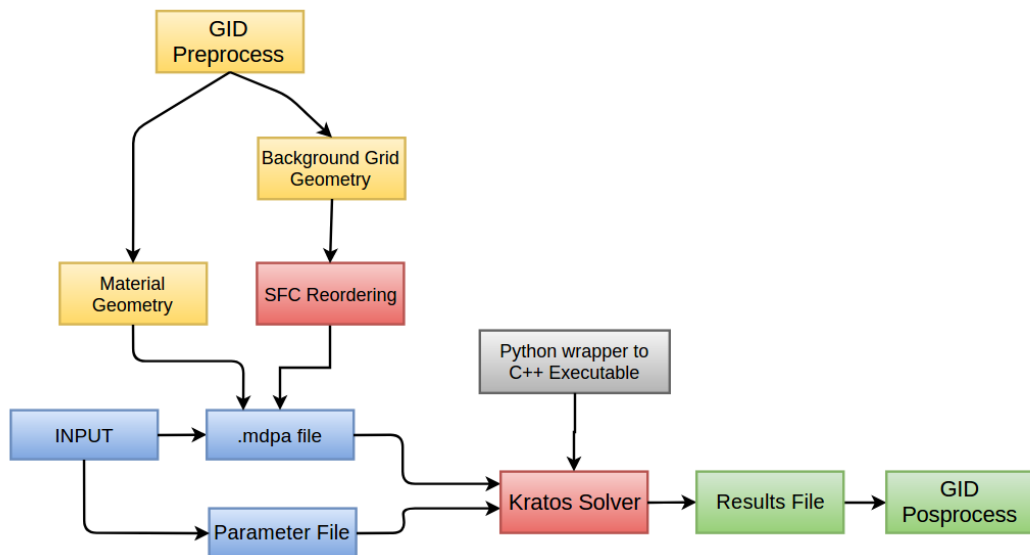 GID
Preprocess
Background Grid
Geometry
Material
Geometry
SFC Reordering
Python wrapper to
C++ Executable
INPUT
.mdpa file
Kratos Solver
Results File
GID
Posprocess
Parameter File